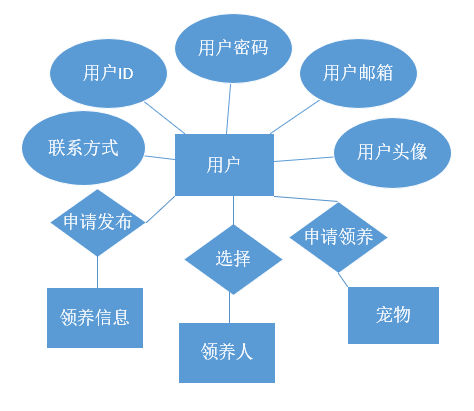 用户密码
用户ID
用户邮箱
联系方式
用户
用户头像
申请发布
选择
申请领养
领养信息
领养人
宠物